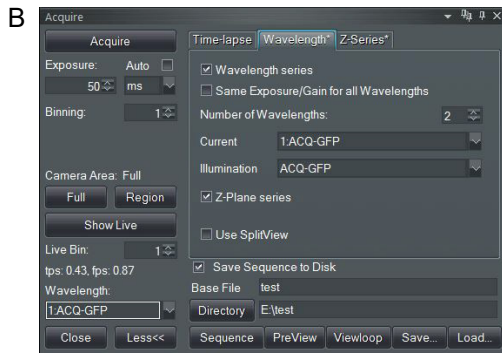 B
Acquire
Acquire
Exposure: Auto
50 ms
Binning: 1
Camera Area: Full
Full Region
Show Live
Live Bin: 1
tps: 0.43, fps: 0.87
Wavelength:
1:ACQ-GFP
Close Less<<
Time-lapse Wavelength* Z-Series*
Wavelength series
Same Exposure/Gain for all Wavelengths
Number of Wavelengths: 2
Current 1:ACQ-GFP
Illumination ACQ-GFP
Z-Plane series
Use SplitView
Save Sequence to Disk
Base File test
Directory E:\test
Sequence PreView Viewloop Save... Load...